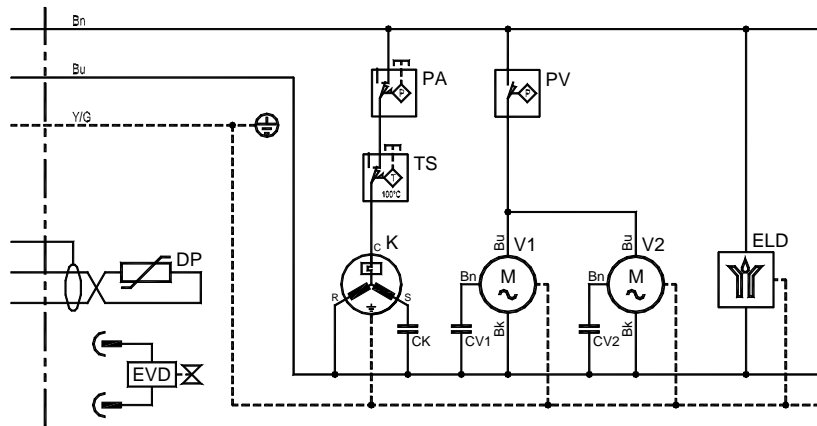 Bn
Bu
Y/G
PA
P
PV
P
TS
T
100°C
C K
R S
CK
DP
EVD
Bu V1
Bn M
Bk
CV1
Bu V2
Bn M
Bk
CV2
ELD